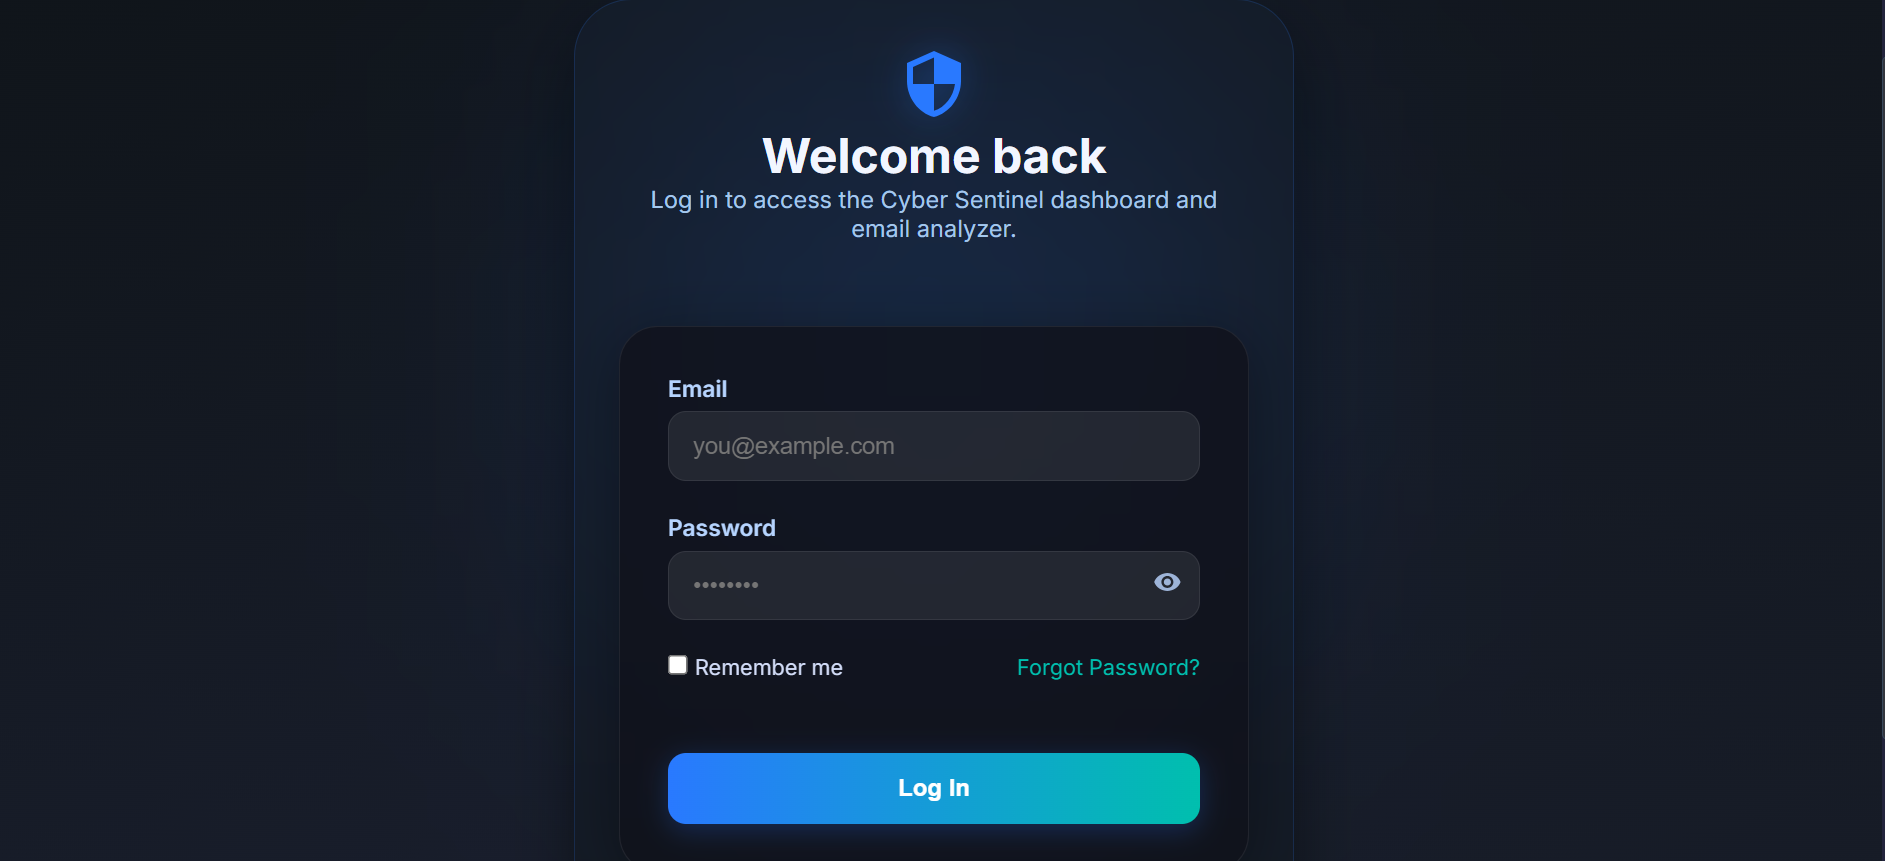 Welcome back
Log in to access the Cyber Sentinel dashboard and
email analyzer.
Email
you@example.com
Password
••••••••
Remember me
Forgot Password?
Log In